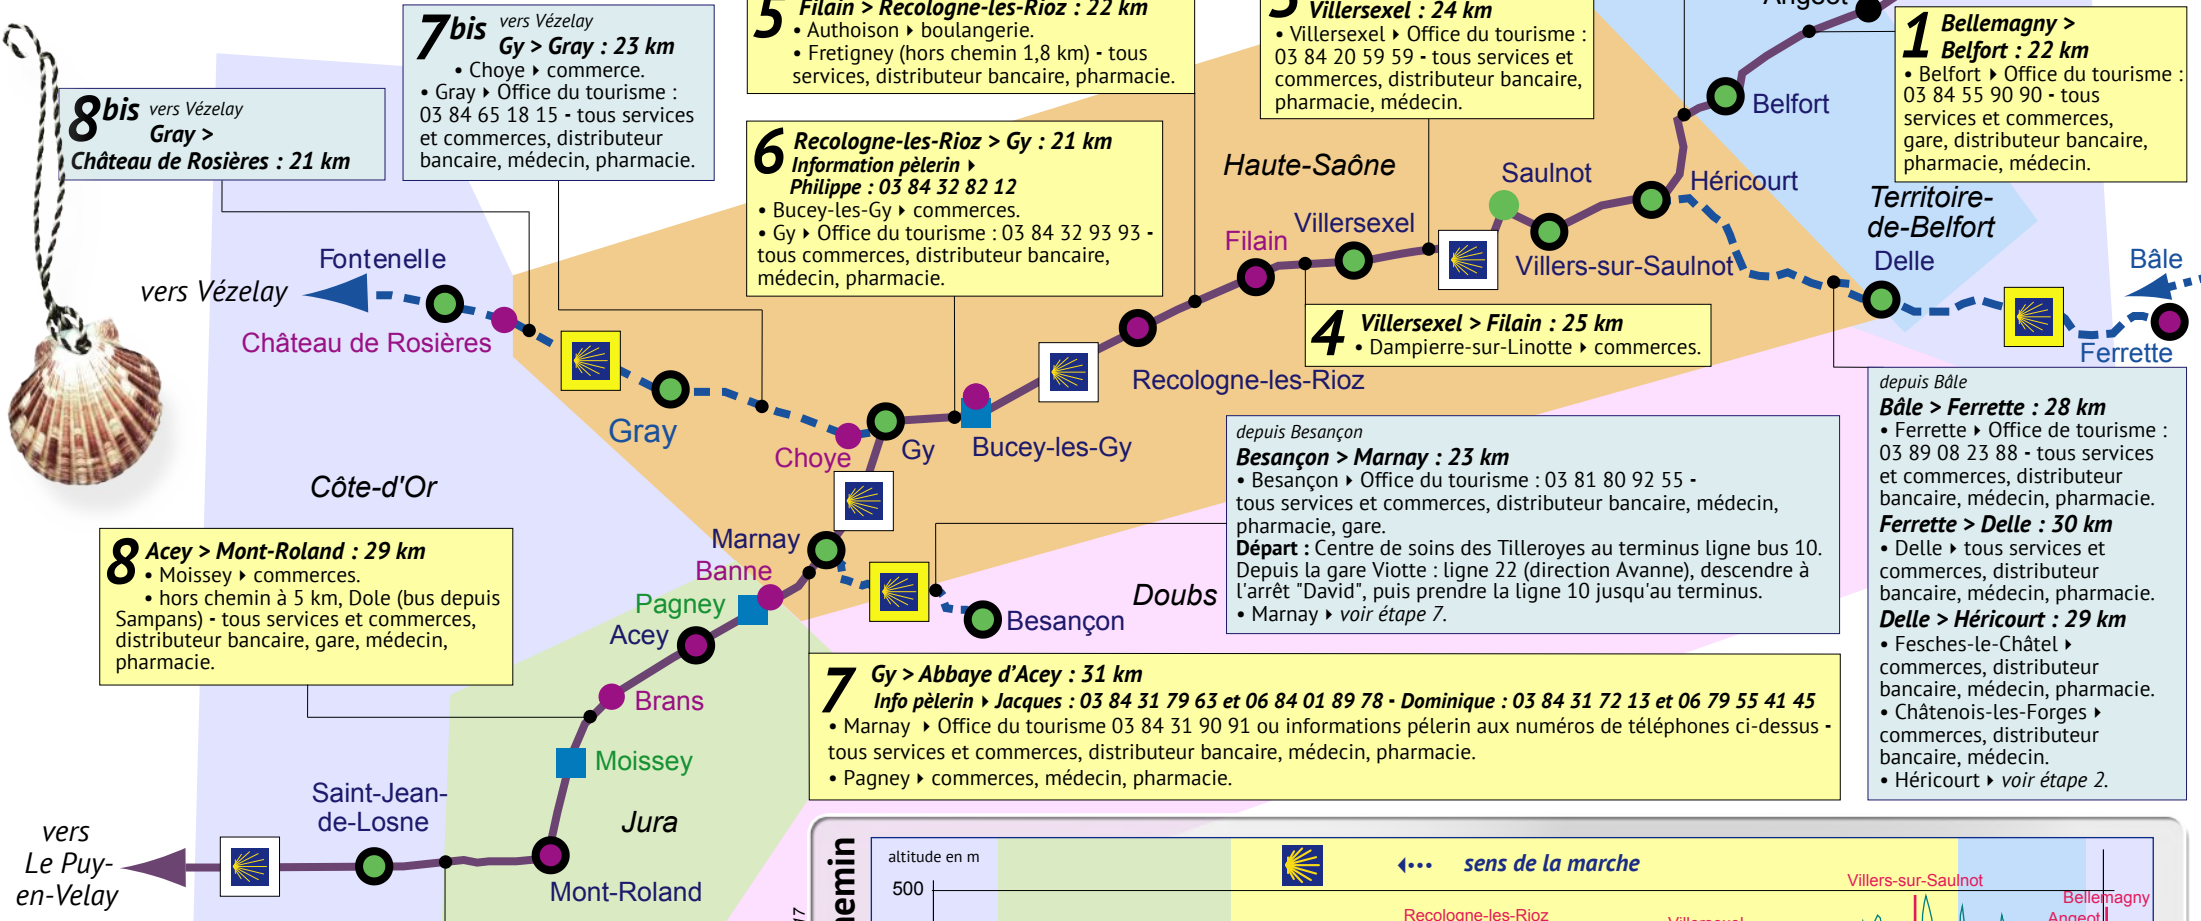 7bis vers Vézelay
Gy > Gray : 23 km
• Choye ▸ commerce.
• Gray ▸ Office du tourisme :
03 84 65 18 15 - tous services
et commerces, distributeur
bancaire, médecin, pharmacie.
8bis vers Vézelay
Gray >
Château de Rosières : 21 km
5 Filain > Recologne-les-Rioz : 22 km
• Authoison ▸ boulangerie.
• Fretigney (hors chemin 1,8 km) - tous
services, distributeur bancaire, pharmacie.
Villersexel : 24 km
• Villersexel ▸ Office du tourisme :
03 84 20 59 59 - tous services et
commerces, distributeur bancaire,
pharmacie, médecin.
1 Bellemagny >
Belfort : 22 km
• Belfort ▸ Office du tourisme :
03 84 55 90 90 - tous
services et commerces,
gare, distributeur bancaire,
pharmacie, médecin.
6 Recologne-les-Rioz > Gy : 21 km
Information pèlerin ▸
Philippe : 03 84 32 82 12
• Bucey-les-Gy ▸ commerces.
• Gy ▸ Office du tourisme : 03 84 32 93 93 -
tous commerces, distributeur bancaire,
médecin, pharmacie.
Angeot
Belfort
Haute-Saône
Saulnot
Héricourt
Villersexel
Filain
Villers-sur-Saulnot
Territoire-
de-Belfort
Delle
Bâle
Ferrette
Fontenelle
vers Vézelay
Château de Rosières
4 Villersexel > Filain : 25 km
• Dampierre-sur-Linotte ▸ commerces.
Recologne-les-Rioz
Gray
Choye
Gy
Bucey-les-Gy
Côte-d'Or
depuis Besançon
Besançon > Marnay : 23 km
• Besançon ▸ Office du tourisme : 03 81 80 92 55 -
tous services et commerces, distributeur bancaire, médecin,
pharmacie, gare.
Départ : Centre de soins des Tilleroyes au terminus ligne bus 10.
Depuis la gare Viotte : ligne 22 (direction Avanne), descendre à
l'arrêt "David", puis prendre la ligne 10 jusqu'au terminus.
• Marnay ▸ voir étape 7.
depuis Bâle
Bâle > Ferrette : 28 km
• Ferrette ▸ Office de tourisme :
03 89 08 23 88 - tous services
et commerces, distributeur
bancaire, médecin, pharmacie.
Ferrette > Delle : 30 km
• Delle ▸ tous services et
commerces, distributeur
bancaire, médecin, pharmacie.
Delle > Héricourt : 29 km
• Fesches-le-Châtel ▸
commerces, distributeur
bancaire, médecin, pharmacie.
• Châtenois-les-Forges ▸
commerces, distributeur
bancaire, médecin.
• Héricourt ▸ voir étape 2.
8 Acey > Mont-Roland : 29 km
• Moissey ▸ commerces.
• hors chemin à 5 km, Dole (bus depuis
Sampans) - tous services et commerces,
distributeur bancaire, gare, médecin,
pharmacie.
Marnay
Banne
Pagney
Acey
Brans
Doubs
Besançon
Moissey
Jura
7 Gy > Abbaye d'Acey : 31 km
Info pèlerin ▸ Jacques : 03 84 31 79 63 et 06 84 01 89 78 - Dominique : 03 84 31 72 13 et 06 79 55 41 45
• Marnay ▸ Office du tourisme 03 84 31 90 91 ou informations pélerin aux numéros de téléphones ci-dessus -
tous services et commerces, distributeur bancaire, médecin, pharmacie.
• Pagney ▸ commerces, médecin, pharmacie.
Saint-Jean-
de-Losne
vers
Le Puy-
en-Velay
Mont-Roland
altitude en m
500
sens de la marche
Villers-sur-Saulnot
Bellemagny
Angeot
Recologne-les-Rioz
Villersexel